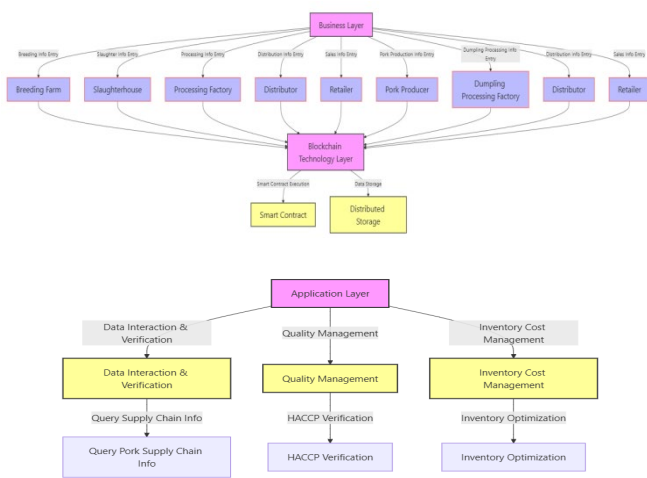 Business Layer
Breeding Info Entry
Slaughter Info Entry
Processing Info Entry
Distribution Info Entry
Sales Info Entry
Pork Production Info Entry
Dumpling Processing Info
Entry
Distribution Info Entry
Sales Info Entry
Breeding Farm
Slaughterhouse
Processing Factory
Distributor
Retailer
Pork Producer
Dumpling
Processing Factory
Distributor
Retailer
Blockchain
Technology Layer
Smart Contract Execution
Data Storage
Smart Contract
Distributed
Storage
Application Layer
Data Interaction &
Verification
Quality Management
Inventory Cost
Management
Data Interaction &
Verification
Quality Management
Inventory Cost
Management
Query Supply Chain Info
HACCP Verification
Inventory Optimization
Query Pork Supply Chain
Info
HACCP Verification
Inventory Optimization